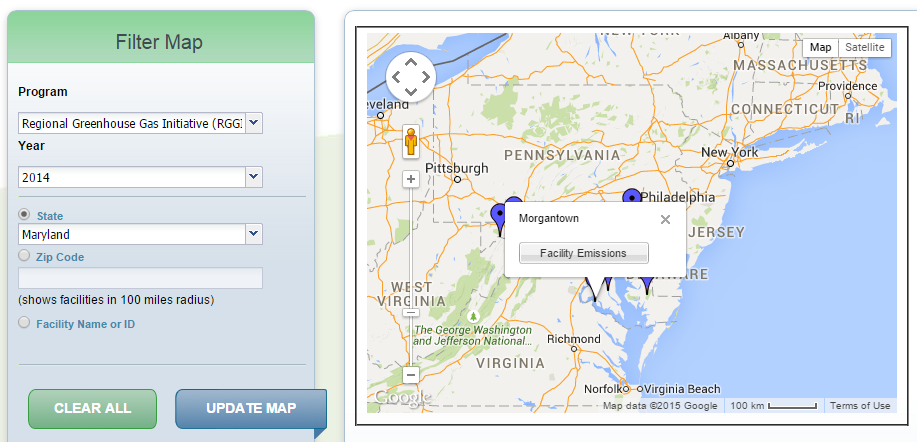 Filter Map
Program
Regional Greenhouse Gas Initiative (RGG
Year
2014
State
Maryland
Zip Code
(shows facilities in 100 miles radius)
Facility Name or ID
CLEAR ALL
UPDATE MAP
Albany
Map
Satellite
MASSACHUSETTS
Providence
eveland
CONNECTICUT
RI
New York
PENNSYLVANIA
Pittsburgh
Philadelphia
Morgantown
JERSEY
Facility Emissions
WEST
VIRGINIA
The George Washington
and Jefferson National...
Richmond
VIRGINIA
Norfolk
Virginia Beach
Google
Map data ©2015 Google
100 km
Terms of Use